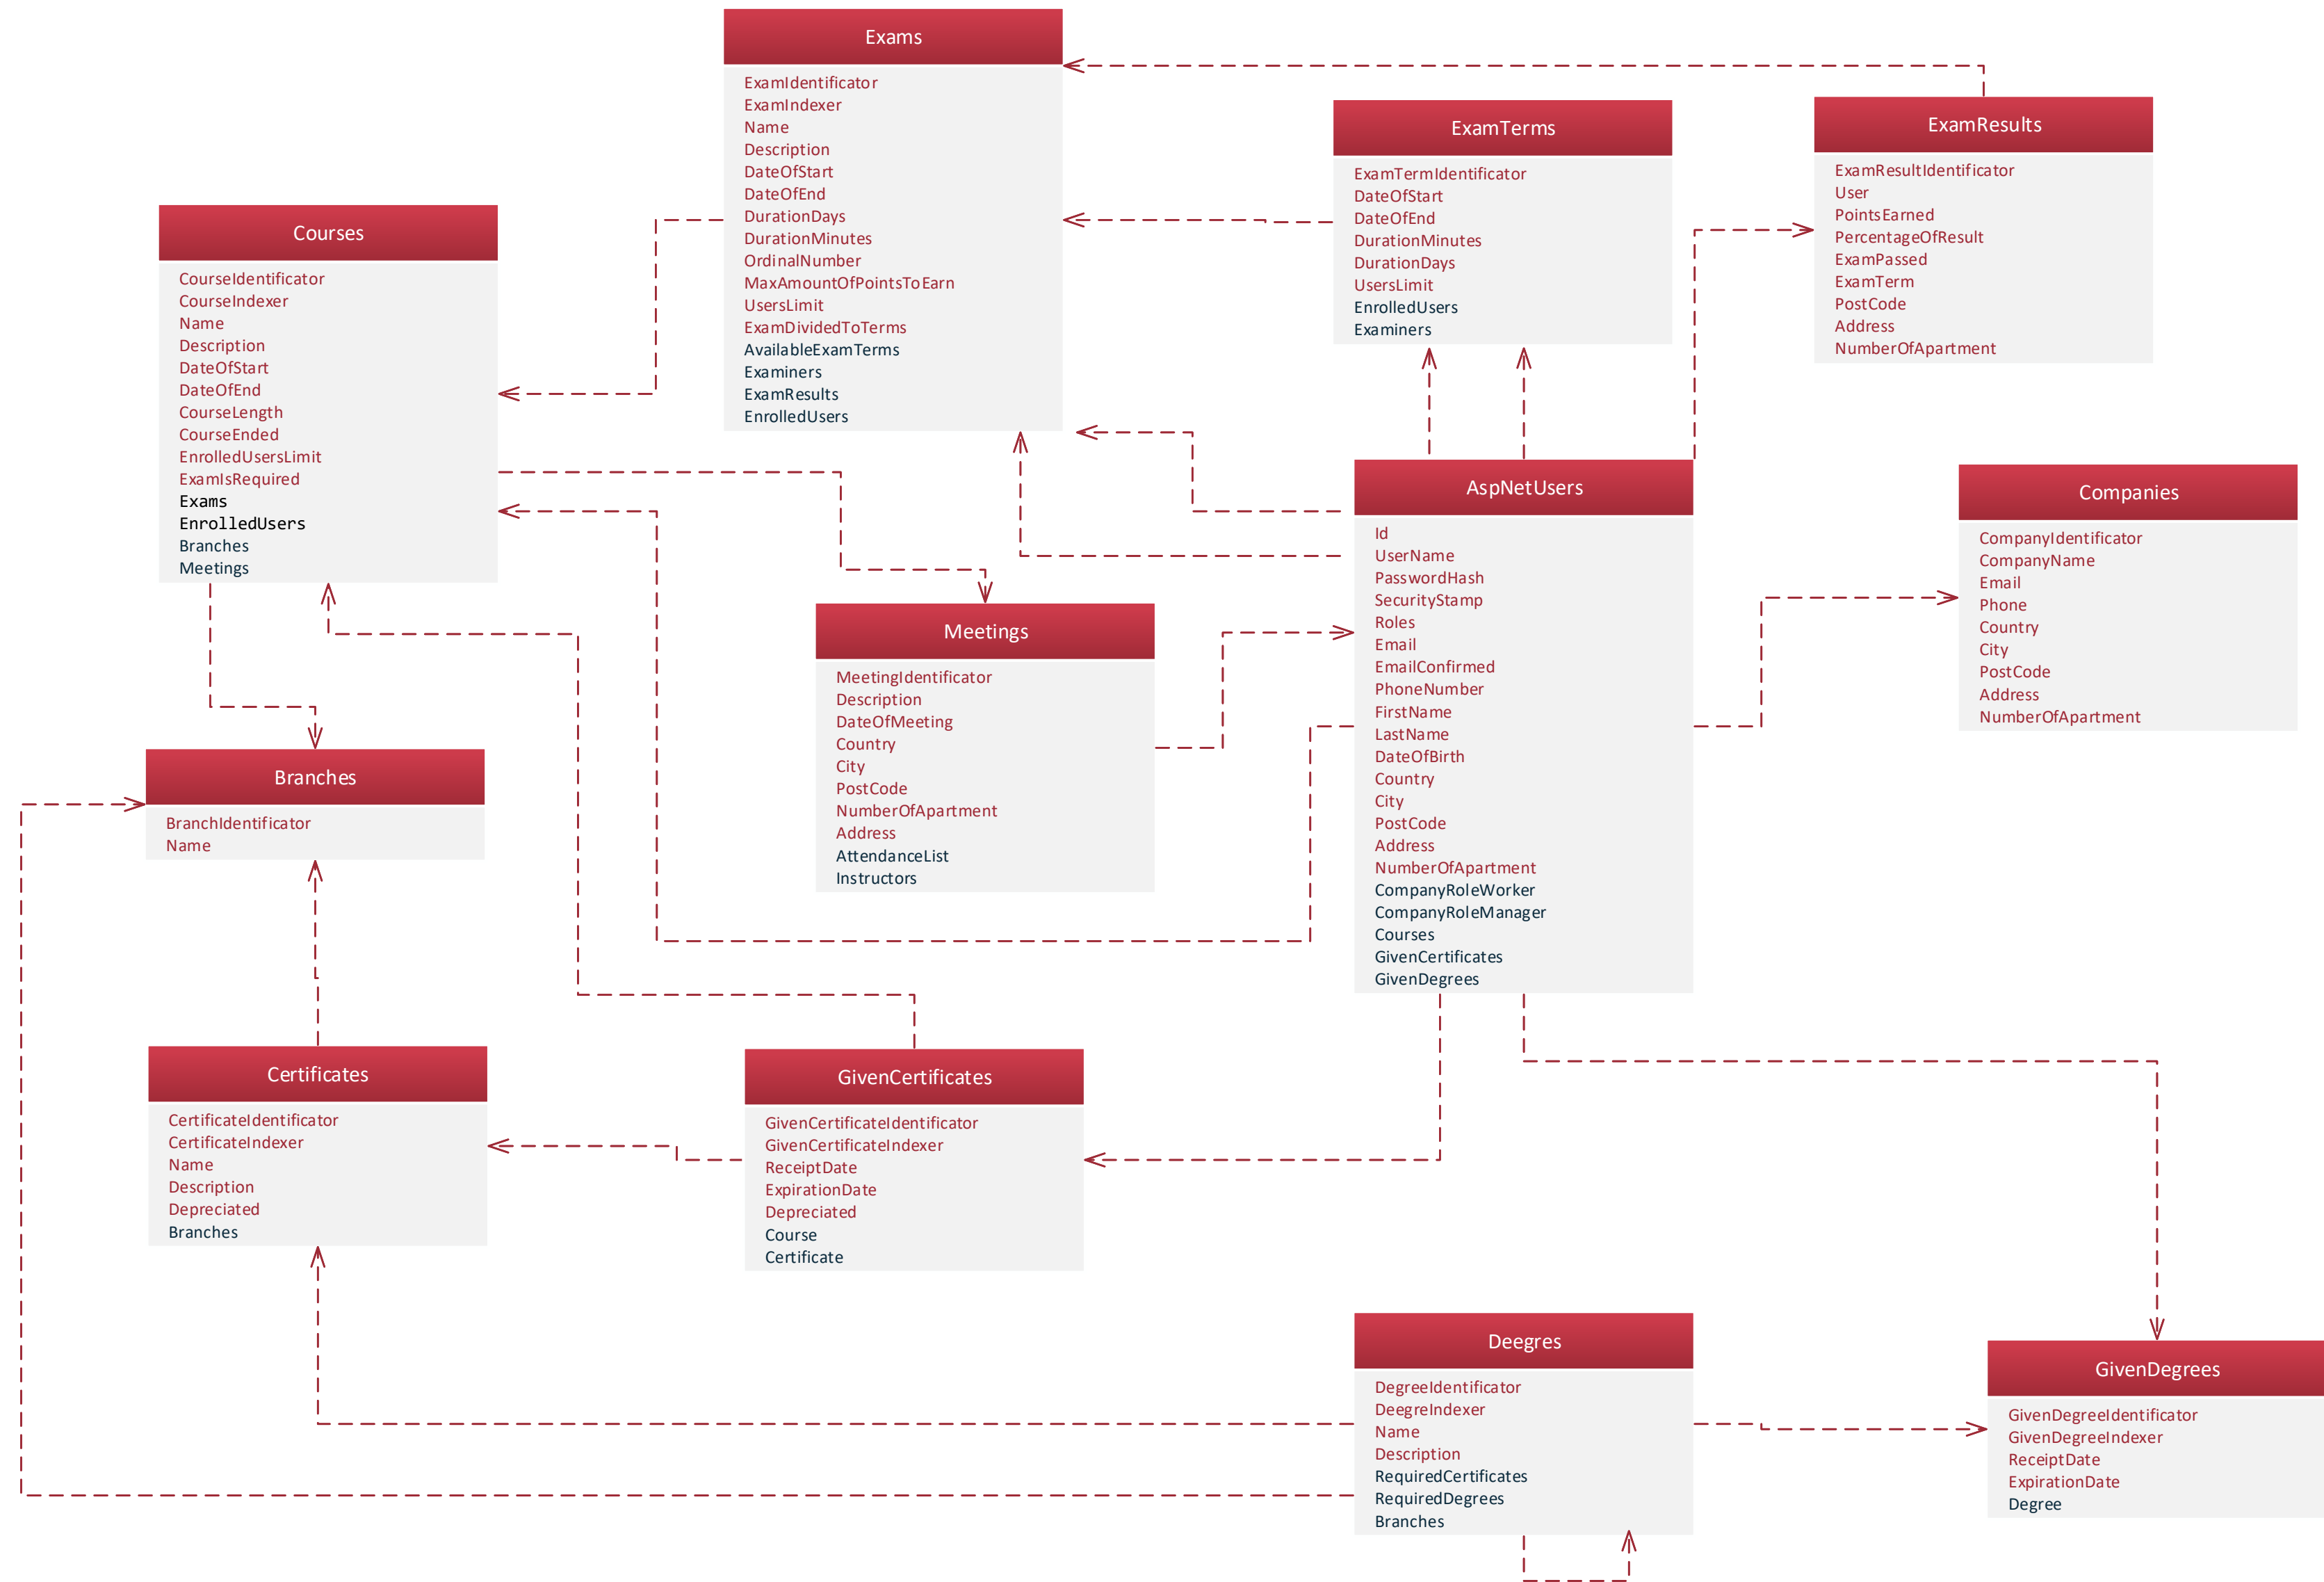 Exams
ExamIdentificator
ExamIndexer
Name
Description
DateOfStart
DateOfEnd
DurationDays
DurationMinutes
OrdinalNumber
MaxAmountOfPointsToEarn
UsersLimit
ExamDividedToTerms
AvailableExamTerms
Examiners
ExamResults
EnrolledUsers
ExamTerms
ExamTermIdentificator
DateOfStart
DateOfEnd
DurationMinutes
DurationDays
UsersLimit
EnrolledUsers
Examiners
ExamResults
ExamResultIdentificator
User
PointsEarned
PercentageOfResult
ExamPassed
ExamTerm
PostCode
Address
NumberOfApartment
Courses
CourseIdentificator
CourseIndexer
Name
Description
DateOfStart
DateOfEnd
CourseLength
CourseEnded
EnrolledUsersLimit
ExamIsRequired
Exams
EnrolledUsers
Branches
Meetings
AspNetUsers
Id
UserName
PasswordHash
SecurityStamp
Roles
Email
EmailConfirmed
PhoneNumber
FirstName
LastName
DateOfBirth
Country
City
PostCode
Address
NumberOfApartment
CompanyRoleWorker
CompanyRoleManager
Courses
GivenCertificates
GivenDegrees
Companies
CompanyIdentificator
CompanyName
Email
Phone
Country
City
PostCode
Address
NumberOfApartment
Meetings
MeetingIdentificator
Description
DateOfMeeting
Country
City
PostCode
NumberOfApartment
Address
AttendanceList
Instructors
Branches
BranchIdentificator
Name
Certificates
CertificateIdentificator
CertificateIndexer
Name
Description
Depreciated
Branches
GivenCertificates
GivenCertificateIdentificator
GivenCertificateIndexer
ReceiptDate
ExpirationDate
Depreciated
Course
Certificate
Deegres
DegreeIdentificator
DeegreIndexer
Name
Description
RequiredCertificates
RequiredDegrees
Branches
GivenDegrees
GivenDegreeIdentificator
GivenDegreeIndexer
ReceiptDate
ExpirationDate
Degree